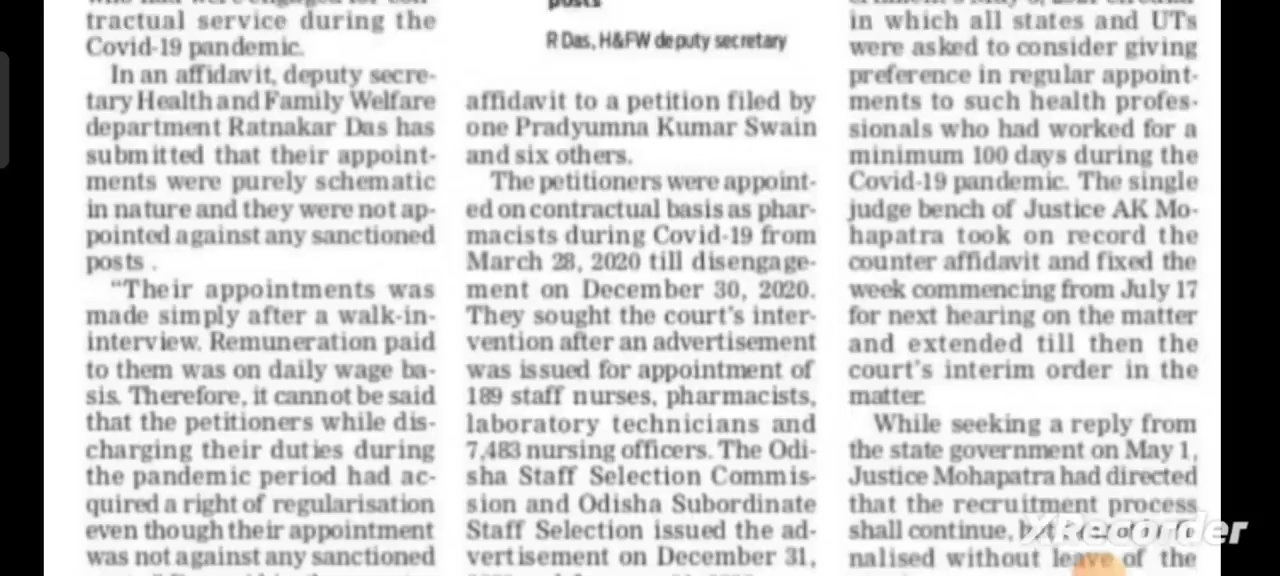 tractual service during the
Covid-19 pandemic.
In an affidavit, deputy secre-
tary Health and Family Welfare
department Ratnakar Das has
submitted that their appoint-
ments were purely schematic
in nature and they were not ap-
pointed against any sanctioned
posts .
“Their appointments was
made simply after a walk-in-
interview. Remuneration paid
to them was on daily wage ba-
sis. Therefore, it cannot be said
that the petitioners while dis-
charging their duties during
the pandemic period had ac-
quired a right of regularisation
even though their appointment
was not against any sanctioned
posts
R Das, H&FW deputy secretary
affidavit to a petition filed by
one Pradyumna Kumar Swain
and six others.
The petitioners were appoint-
ed on contractual basis as phar-
macists during Covid-19 from
March 28, 2020 till disengage-
ment on December 30, 2020.
They sought the court’s inter-
vention after an advertisement
was issued for appointment of
189 staff nurses, pharmacists,
laboratory technicians and
7,483 nursing officers. The Odi-
sha Staff Selection Commis-
sion and Odisha Subordinate
Staff Selection issued the ad-
vertisement on December 31,
in which all states and UTs
were asked to consider giving
preference in regular appoint-
ments to such health profes-
sionals who had worked for a
minimum 100 days during the
Covid-19 pandemic. The single
judge bench of Justice AK Mo-
hapatra took on record the
counter affidavit and fixed the
week commencing from July 17
for next hearing on the matter
and extended till then the
court’s interim order in the
matter.
While seeking a reply from
the state government on May 1,
Justice Mohapatra had directed
that the recruitment process
shall continue,
nalised without leave of the
XRecorder